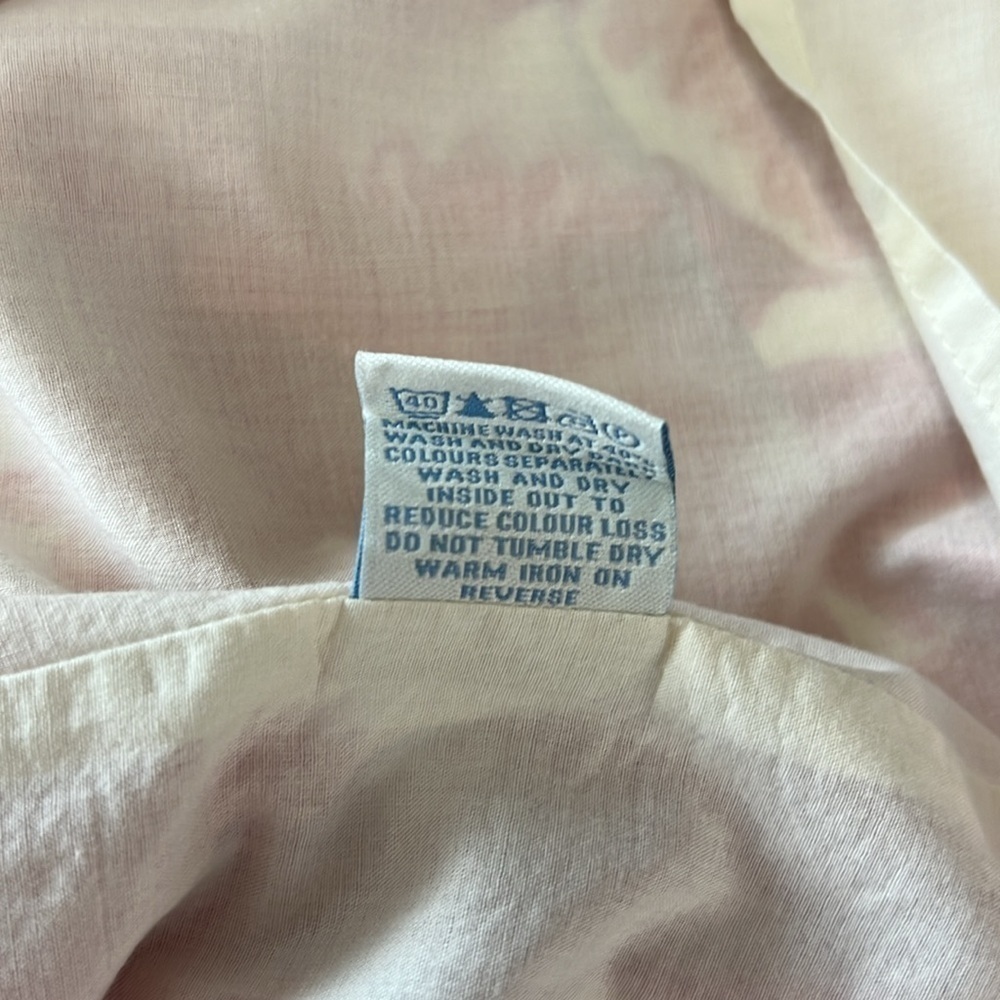 40
MACHINE WASH AT 40°
WASH AND DRY DARK
COLOURS SEPARATELY
WASH AND DRY
INSIDE OUT TO
REDUCE COLOUR LOSS
DO NOT TUMBLE DRY
WARM IRON ON
REVERSE